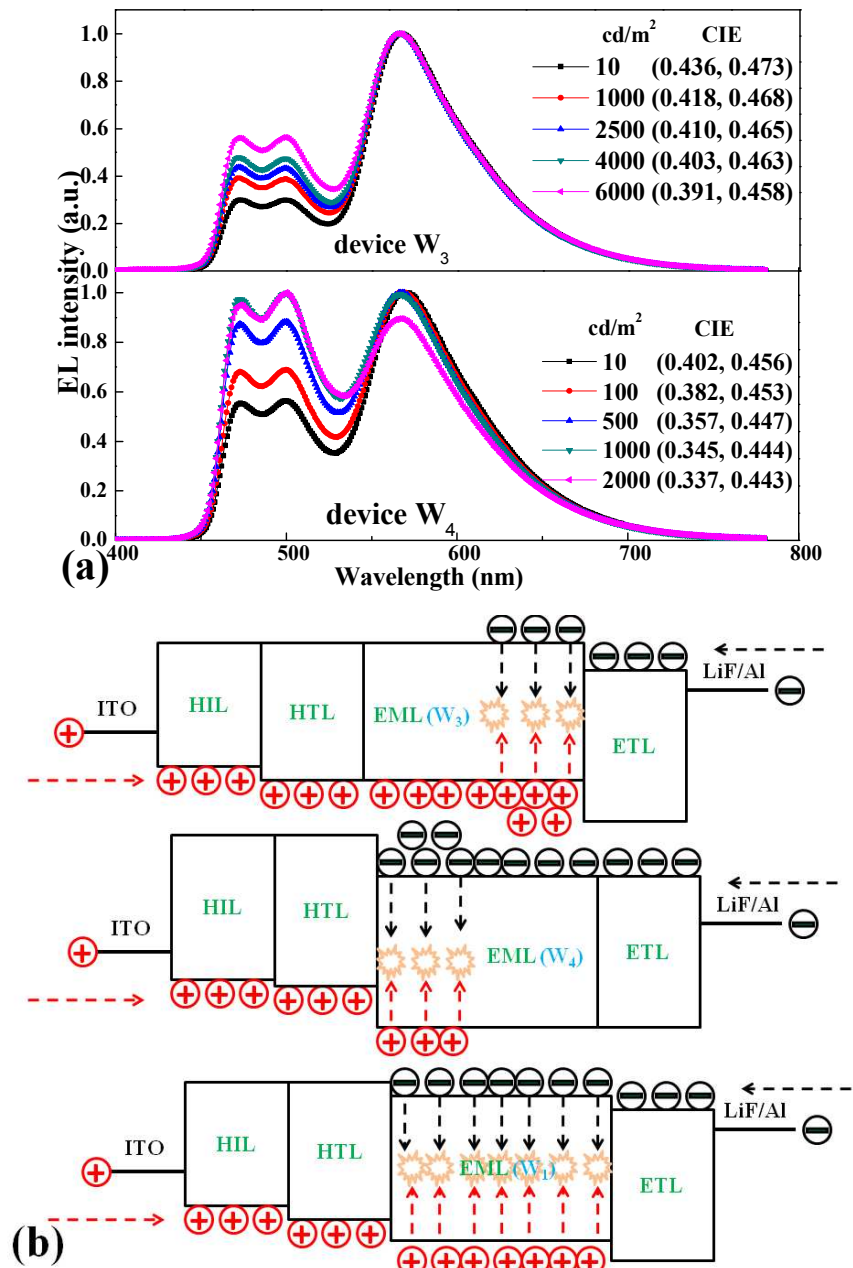 1.0
0.8
0.6
0.4
0.2
0.0
cd/m² CIE
10 (0.436, 0.473)
1000 (0.418, 0.468)
2500 (0.410, 0.465)
4000 (0.403, 0.463)
6000 (0.391, 0.458)
device W₃
EL intensity (a.u.)
1.0
0.8
0.6
0.4
0.2
0.0
cd/m² CIE
10 (0.402, 0.456)
100 (0.382, 0.453)
500 (0.357, 0.447)
1000 (0.345, 0.444)
2000 (0.337, 0.443)
device W₄
400 500 600 700 800
Wavelength (nm)
(a)
ITO HIL HTL EML (W₃) ETL LiF/Al
ITO HIL HTL EML (W₄) ETL LiF/Al
ITO HIL HTL EML (W₁) ETL LiF/Al
(b)